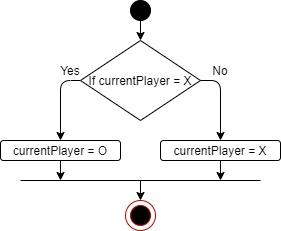 Yes
If currentPlayer = X
No
currentPlayer = O
currentPlayer = X